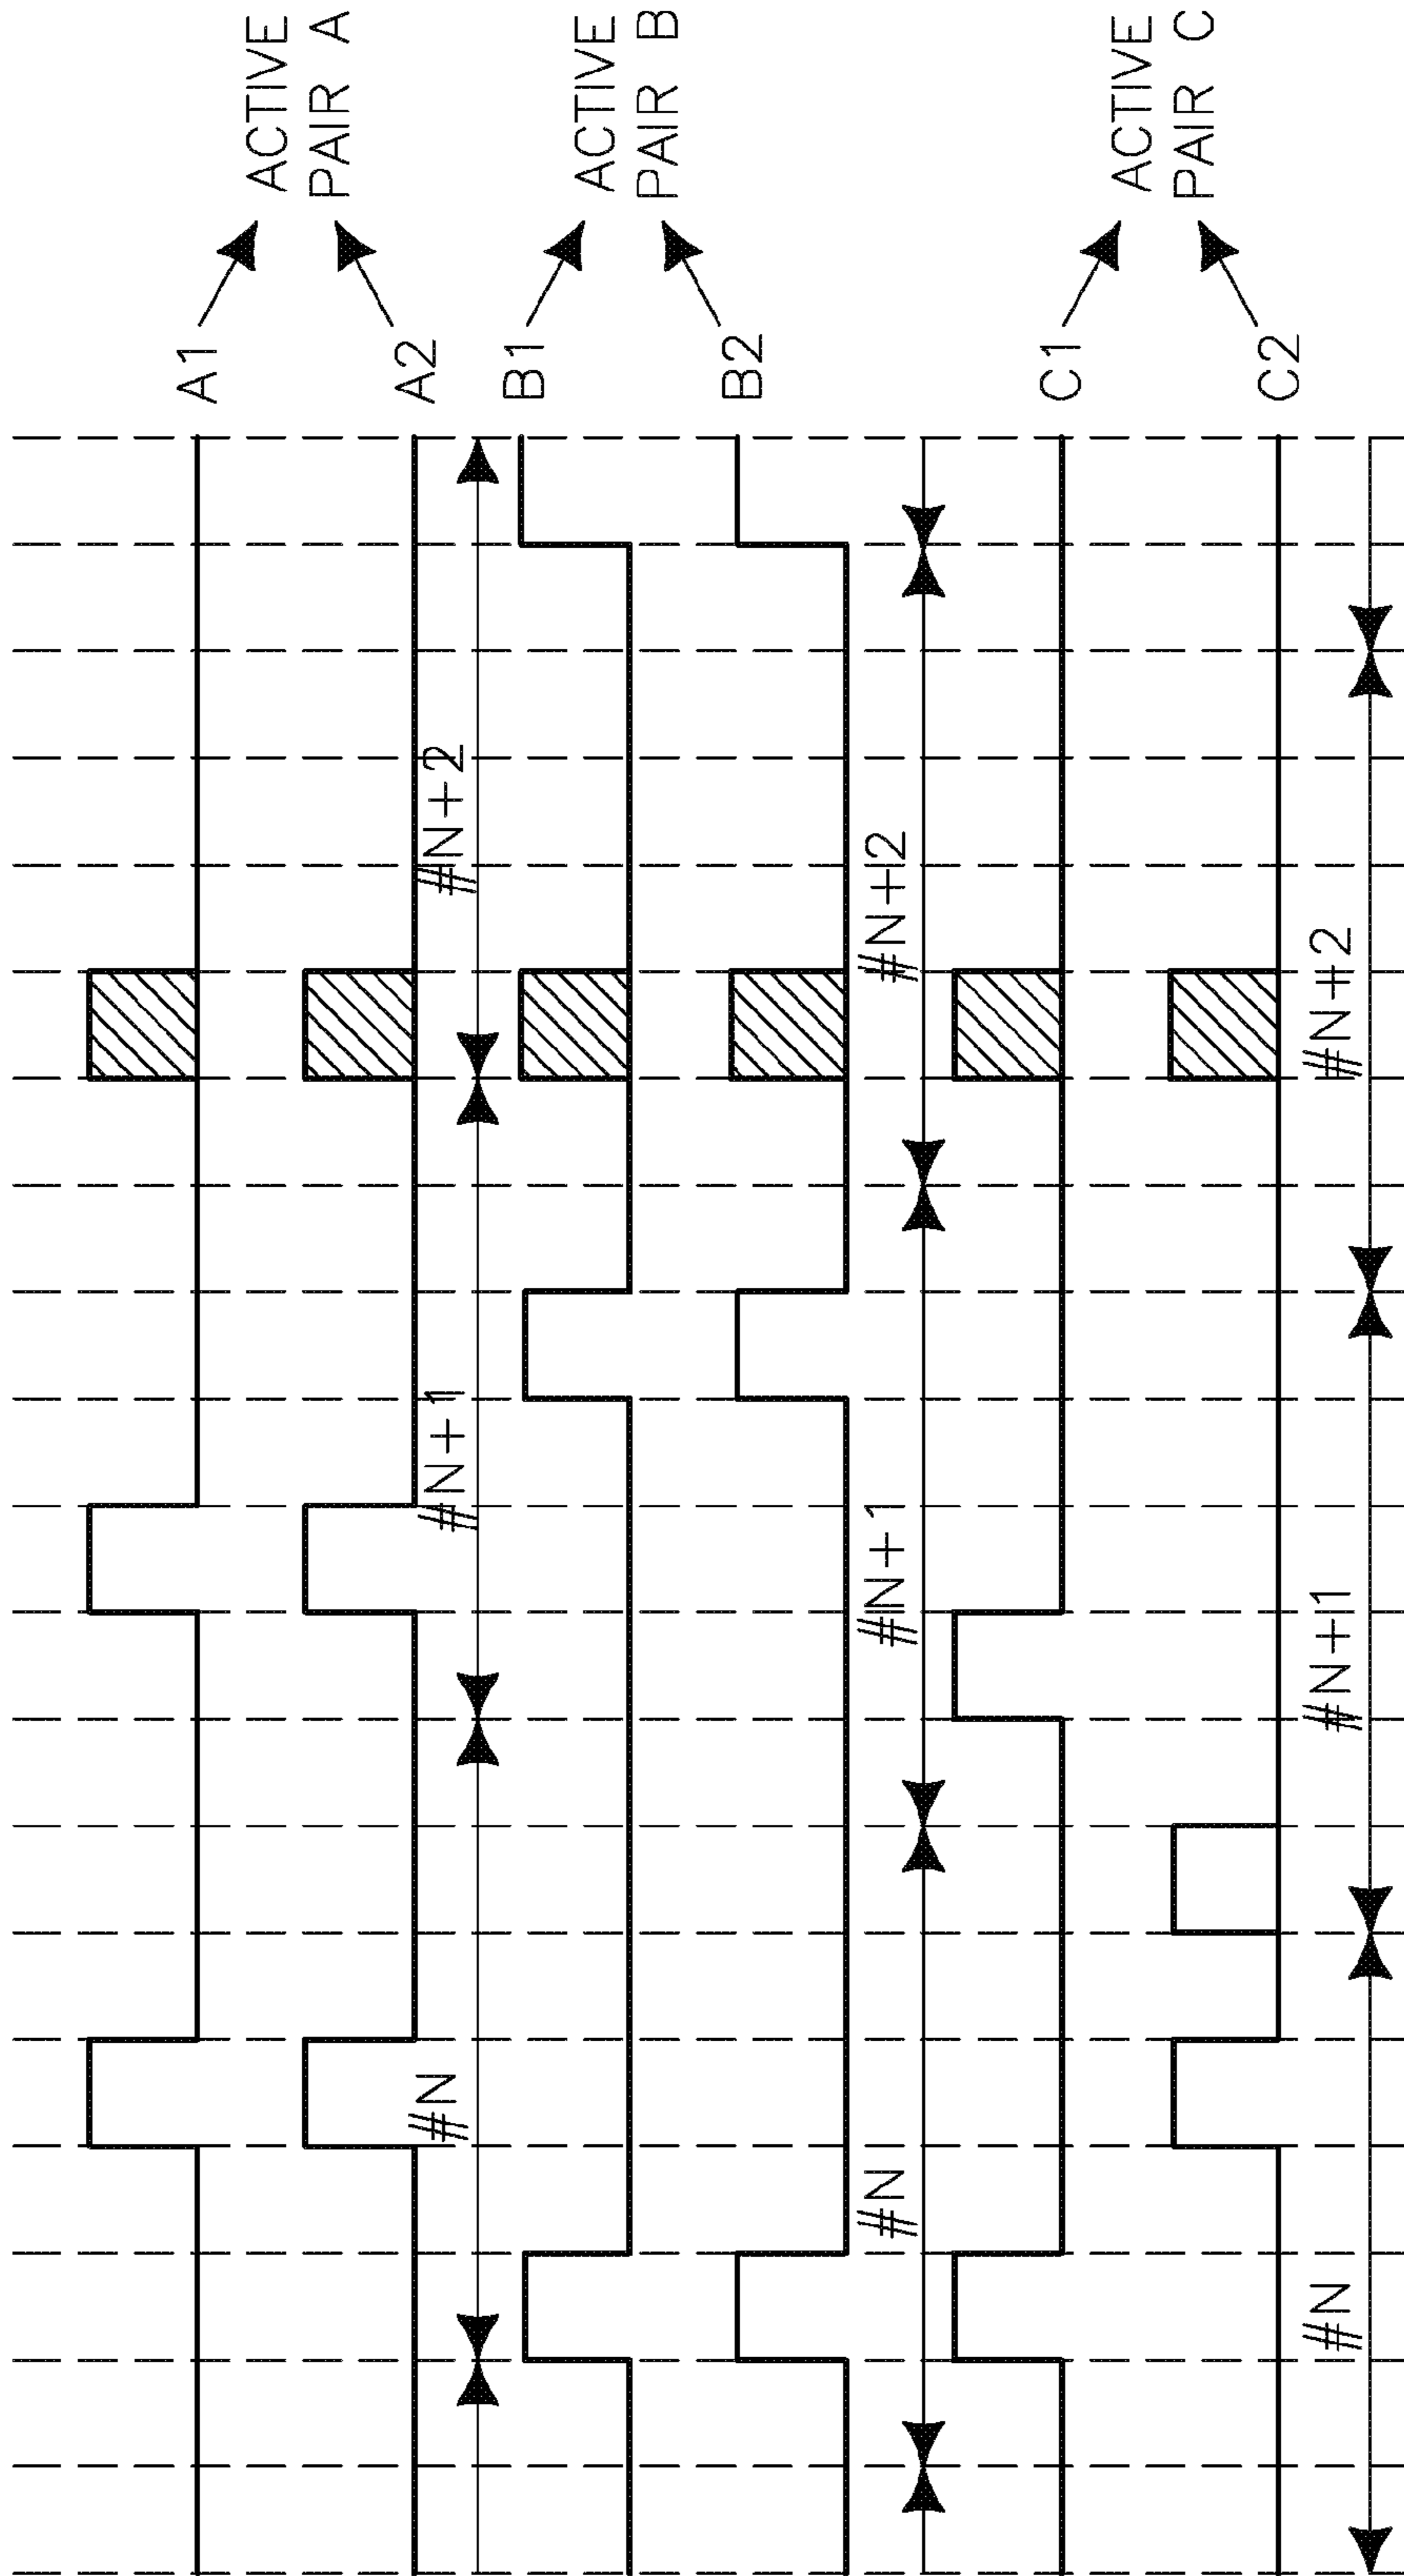 A1
A2
ACTIVE
PAIR A
#N
#N+1
#N+2
B1
B2
ACTIVE
PAIR B
#N
#N+1
#N+2
C1
C2
ACTIVE
PAIR C
#N
#N+1
#N+2